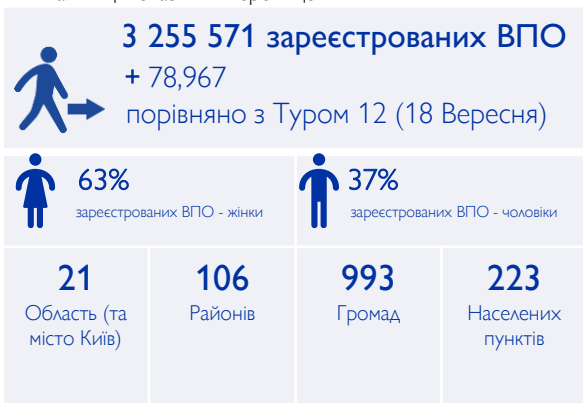 3 255 571 зареєстрованих ВПО
+ 78,967
порівняно з Туром 12 (18 Вересня)
63%
зареєстрованих ВПО - жінки
37%
зареєстрованих ВПО - чоловіки
21
Область (та
місто Київ)
106
Районів
993
Громад
223
Населених
пунктів